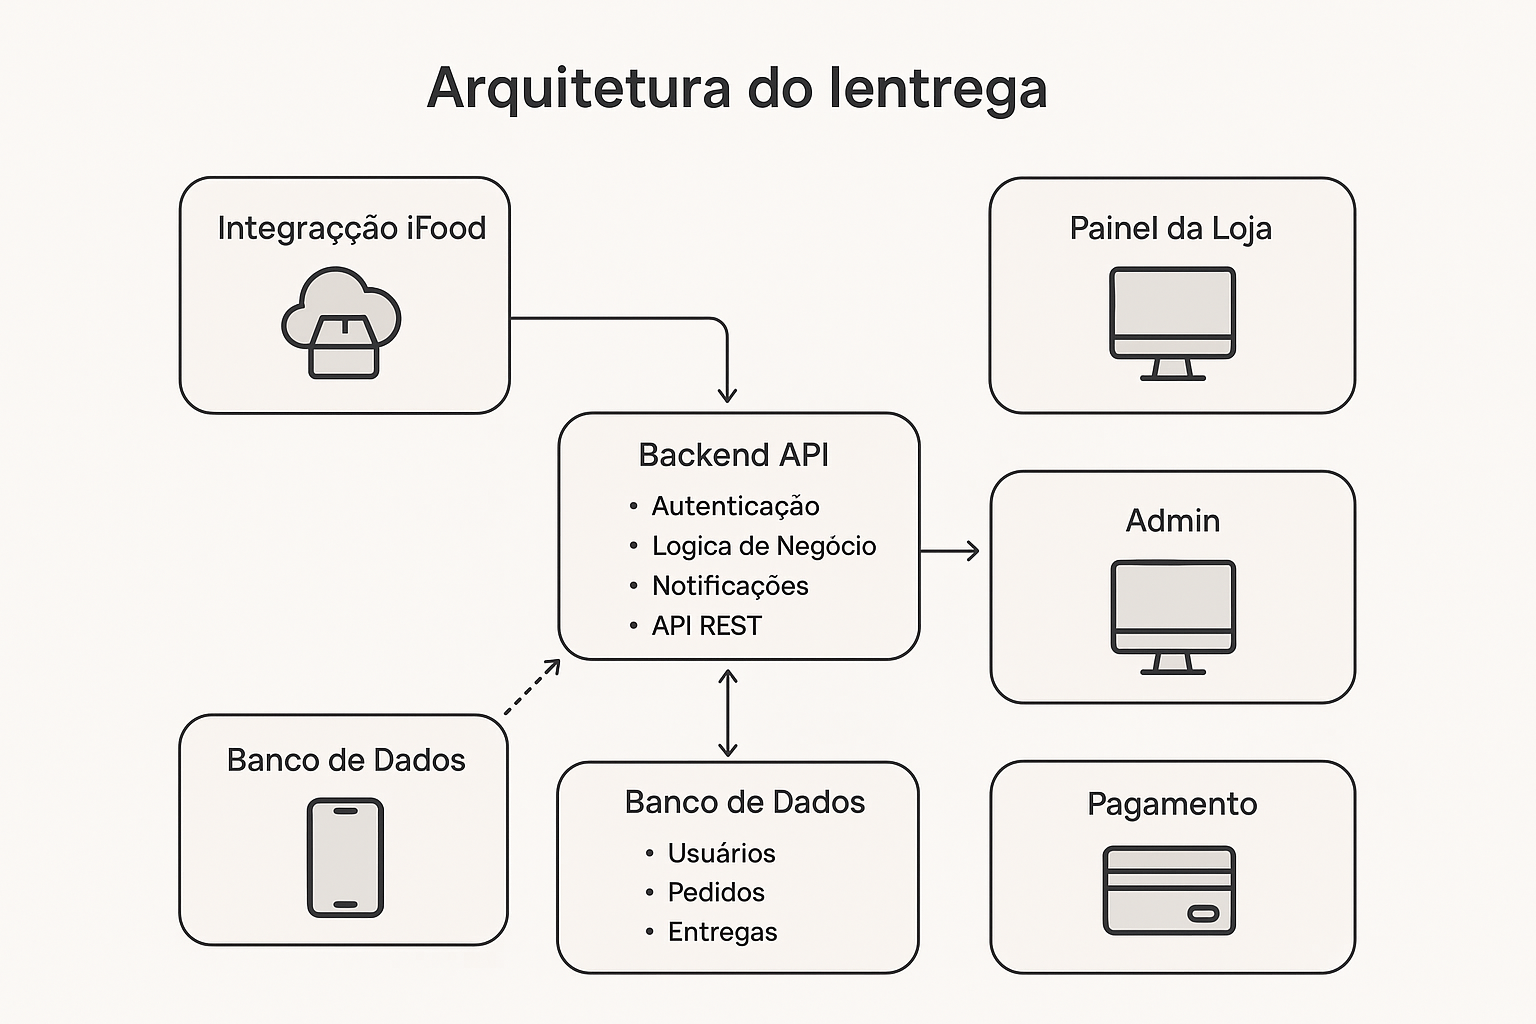 Arquitetura do lentrega
Integraçção iFood
Painel da Loja
Backend API
• Autenticação
• Logica de Negócio
• Notificações
• API REST
Admin
Banco de Dados
Banco de Dados
• Usuários
• Pedidos
• Entregas
Pagamento